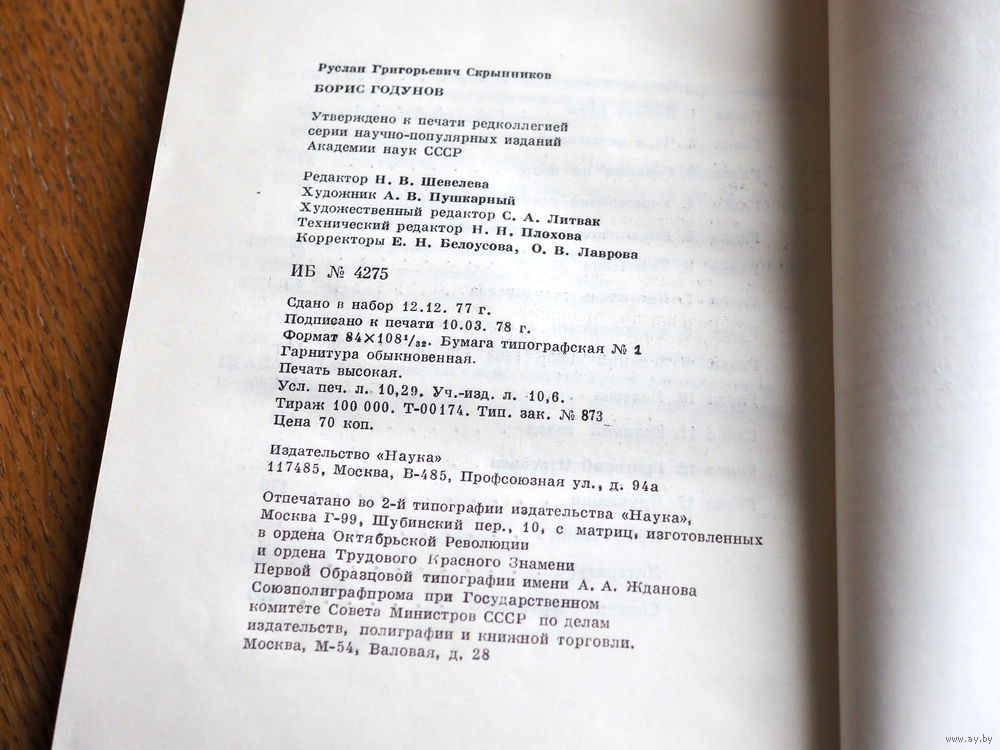 Руслан Григорьевич Скрынников
БОРИС ГОДУНОВ
Утверждено к печати редколлегией
серии научно-популярных изданий
Академии наук СССР
Редактор Н. В. Шевелева
Художник А. В. Пушкарный
Художественный редактор С. А. Литвак
Технический редактор Н. Н. Плохова
Корректоры Е. Н. Белоусова, О. В. Лаврова
ИБ № 4275
Сдано в набор 12.12. 77 г.
Подписано к печати 10.03. 78 г.
Формат 84×108¹/₃₂. Бумага типографская № 1
Гарнитура обыкновенная.
Печать высокая.
Усл. печ. л. 10,29. Уч.-изд. л. 10,6.
Тираж 100 000. Т-00174. Тип. зак. № 873
Цена 70 коп.
Издательство «Наука»
117485, Москва, В-485, Профсоюзная ул., д. 94а
Отпечатано во 2-й типографии издательства «Наука»,
Москва Г-99, Шубинский пер., 10, с матриц, изготовленных
в ордена Октябрьской Революции
и ордена Трудового Красного Знамени
Первой Образцовой типографии имени А. А. Жданова
Союзполиграфпрома при Государственном
комитете Совета Министров СССР по делам
издательств, полиграфии и книжной торговли.
Москва, М-54, Валовая, д. 28
www.ay.by